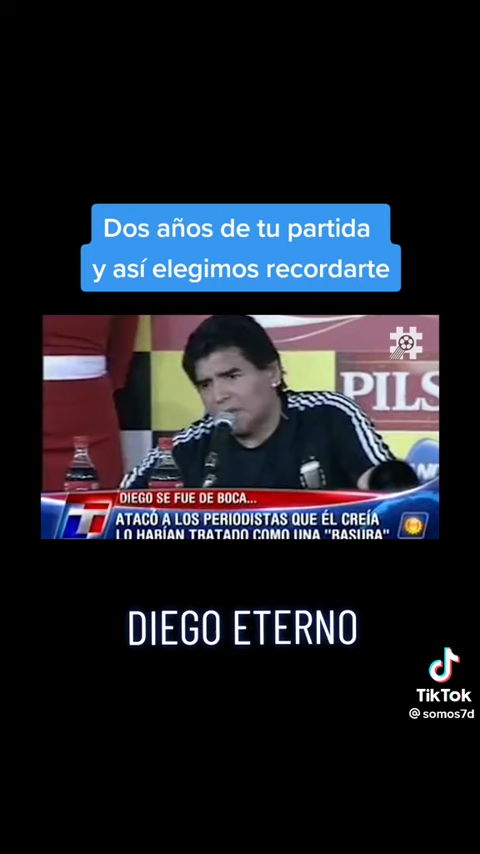 Dos años de tu partida
y así elegimos recordarte
PILS
DIEGO SE FUE DE BOCA...
ATACÓ A LOS PERIODISTAS QUE ÉL CREÍA
LO HABÍAN TRATADO COMO UNA "BASURA"
DIEGO ETERNO
TikTok
@somos7d